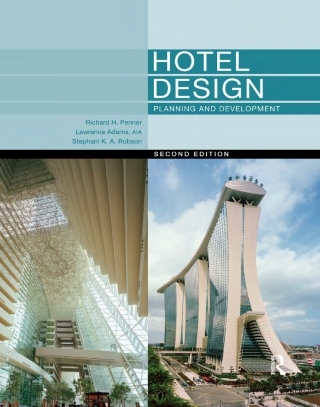 HOTEL
DESIGN
PLANNING AND DEVELOPMENT
Richard H. Penner
Lawrence Adams, AIA
Stephani K. A. Robson
SECOND EDITION
R